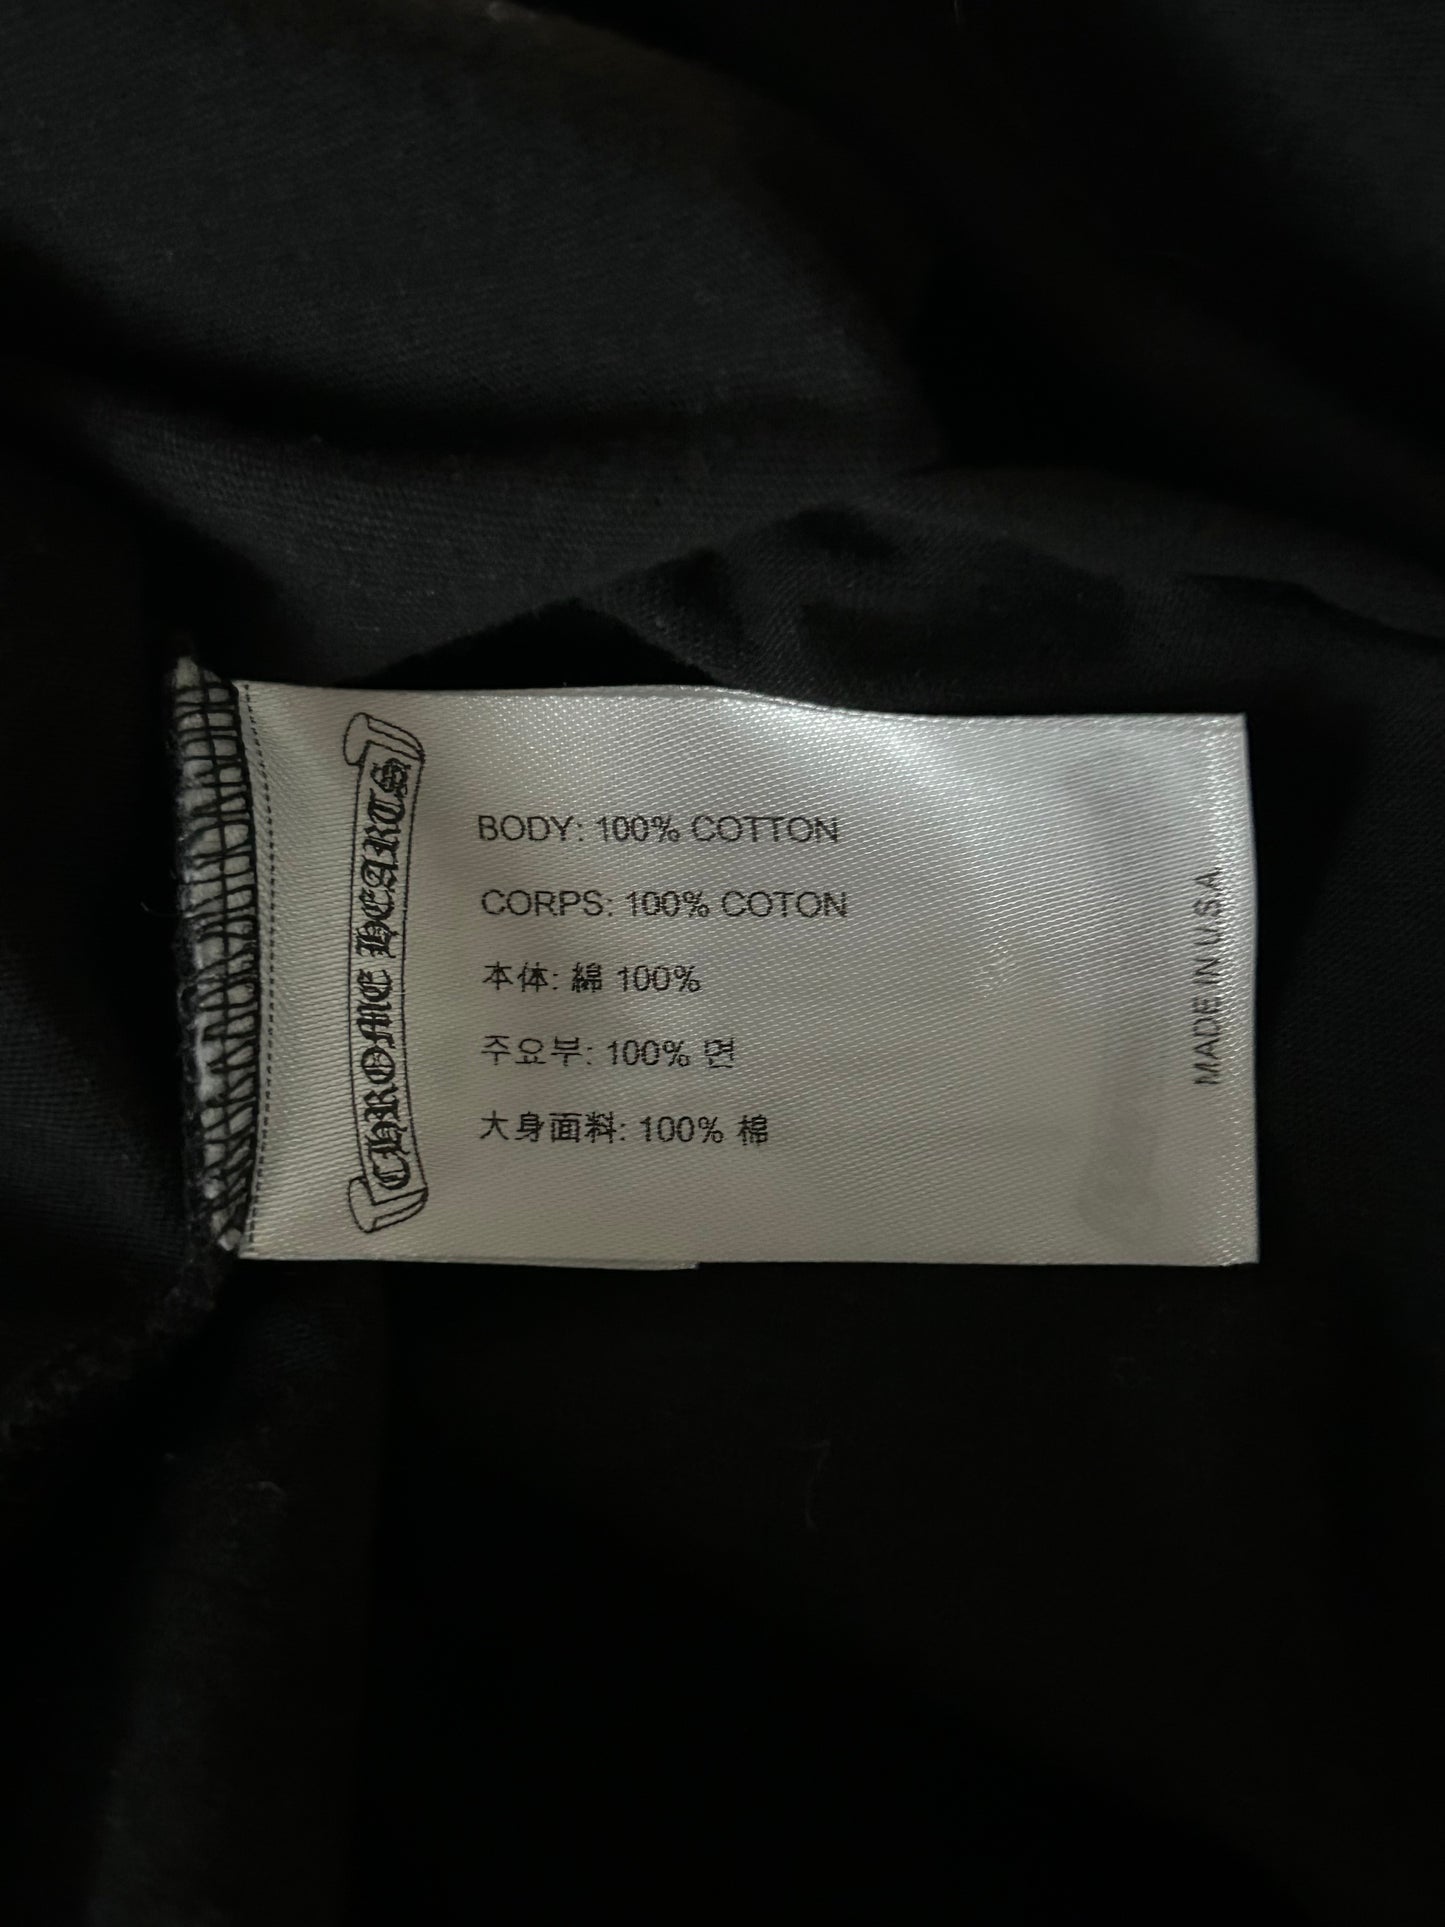 CHROME HEARTS
BODY: 100% COTTON
CORPS: 100% COTON
本体: 綿 100%
주요부: 100% 면
大身面料: 100% 棉
MADE IN U.S.A.